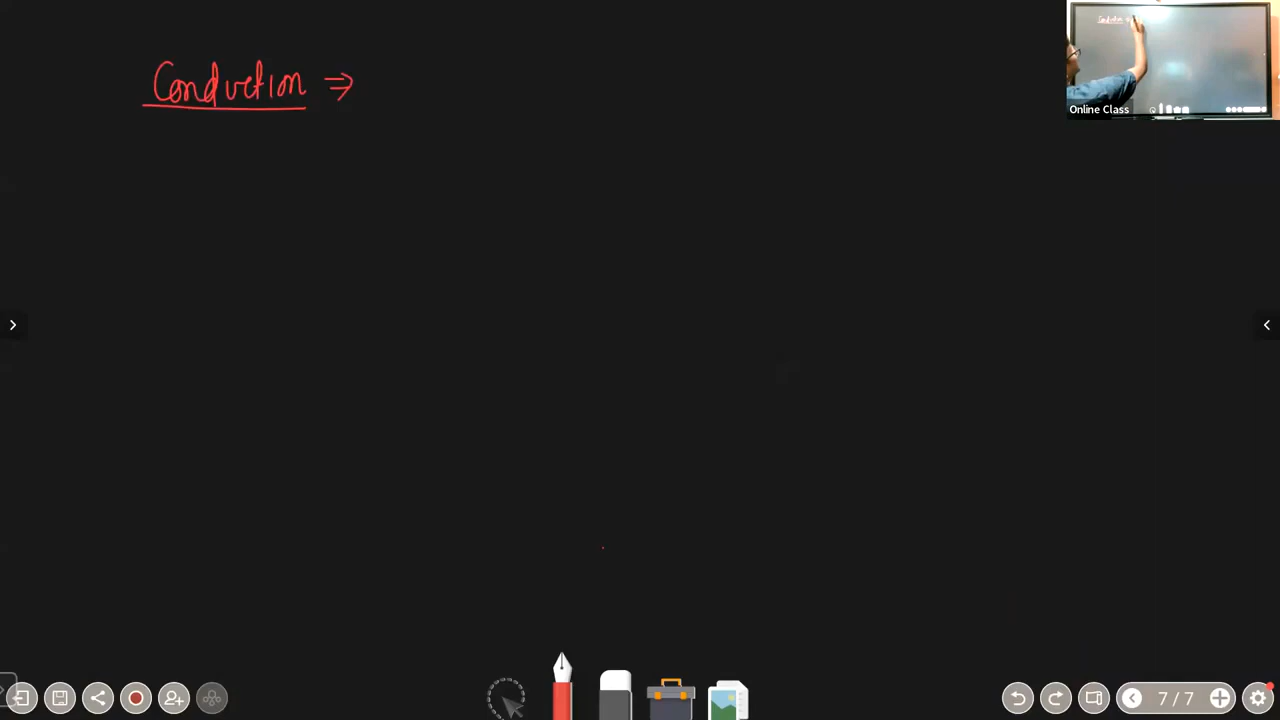 Conduction ⇒
Online Class
7 / 7